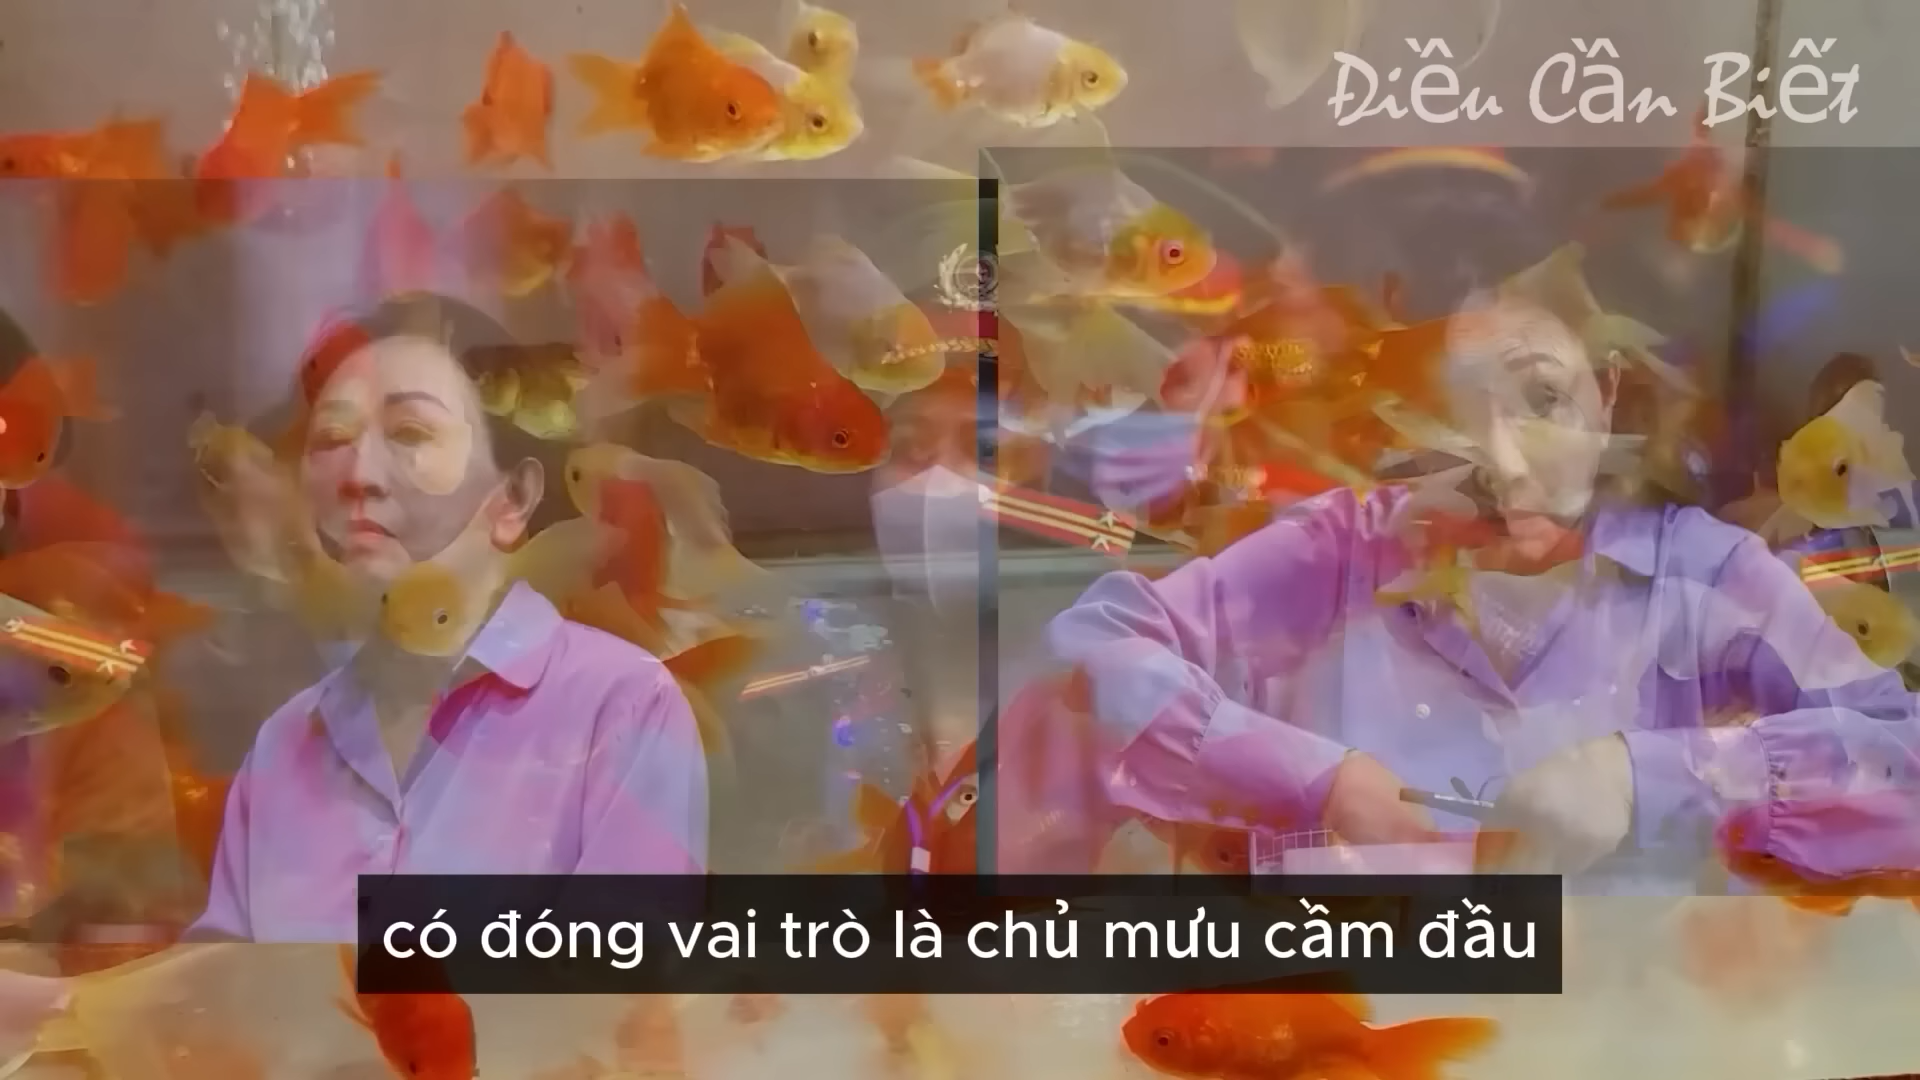 Điều Cần Biết
có đóng vai trò là chủ mưu cầm đầu